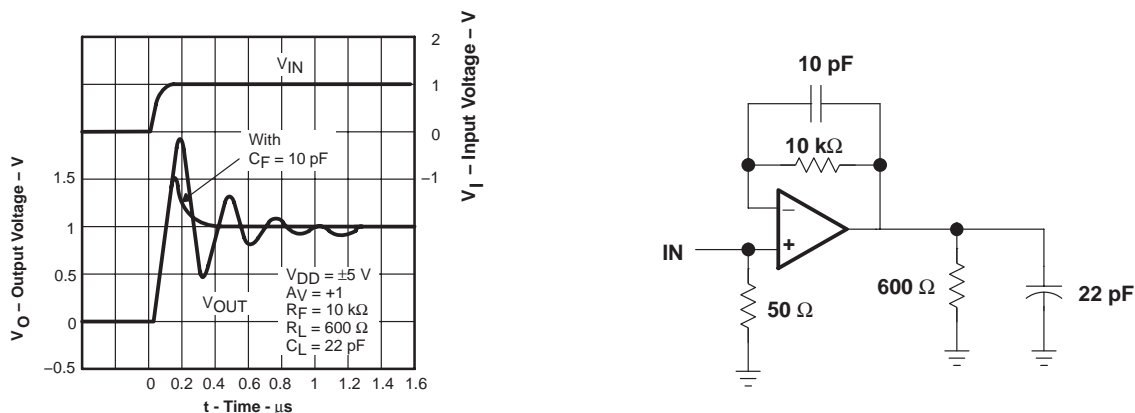 2
1
0
−1
V_I – Input Voltage – V
V_IN
With
C_F = 10 pF
1.5
1
0.5
0
−0.5
V_O – Output Voltage – V
V_OUT
V_DD = ±5 V
A_V = +1
R_F = 10 kΩ
R_L = 600 Ω
C_L = 22 pF
0 0.2 0.4 0.6 0.8 1 1.2 1.4 1.6
t - Time - μs
10 pF
10 kΩ
−
+
IN
50 Ω
600 Ω
22 pF